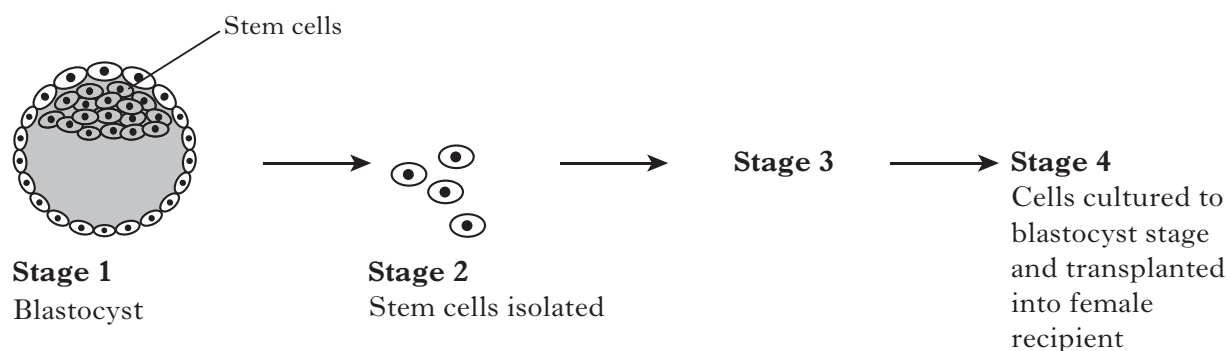 Stem cells
Stage 1
Blastocyst
Stage 2
Stem cells isolated
Stage 3
Stage 4
Cells cultured to
blastocyst stage
and transplanted
into female
recipient